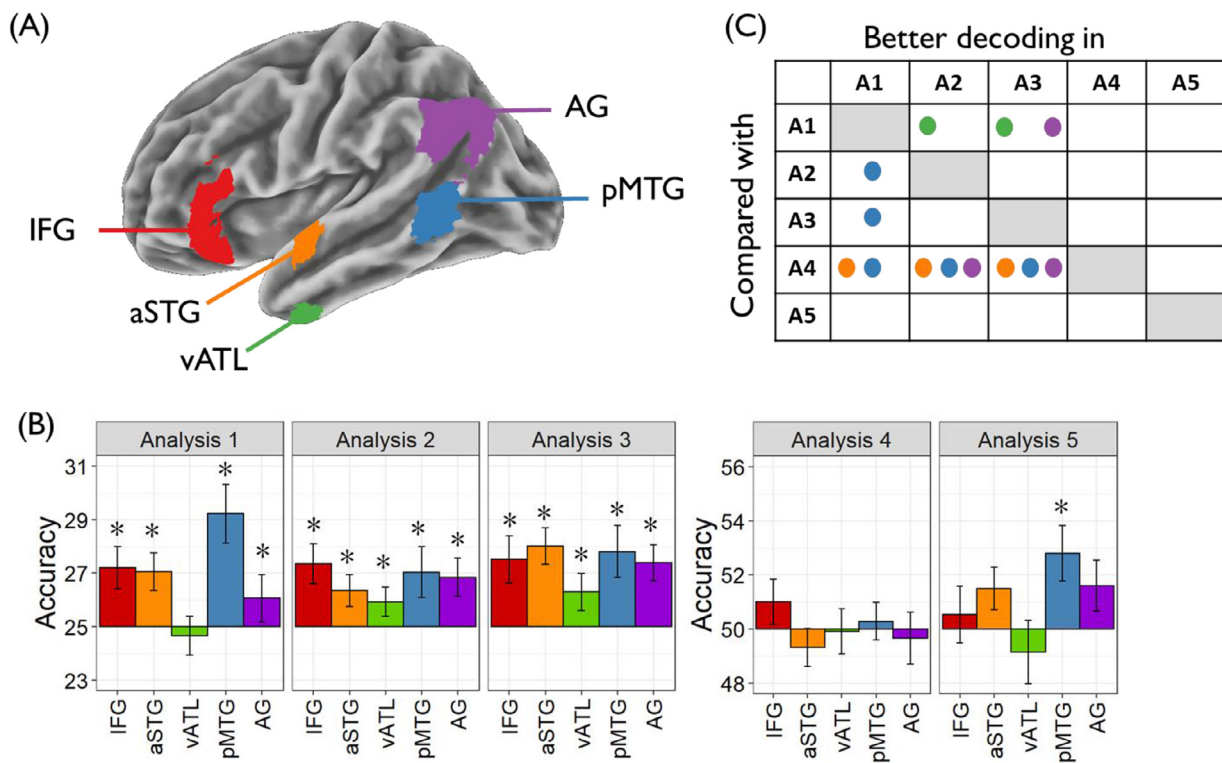 (A)
AG
pMTG
IFG
aSTG
vATL
(C)
Better decoding in
Compared with
A1 A2 A3 A4 A5
A1
A2
A3
A4
A5
(B)
Analysis 1 Analysis 2 Analysis 3
Accuracy
31
29
27
25
23
* * * *
* * * * *
* * * * *
IFG aSTG vATL pMTG AG
IFG aSTG vATL pMTG AG
IFG aSTG vATL pMTG AG
Analysis 4 Analysis 5
Accuracy
56
54
52
50
48
*
IFG aSTG vATL pMTG AG
IFG aSTG vATL pMTG AG